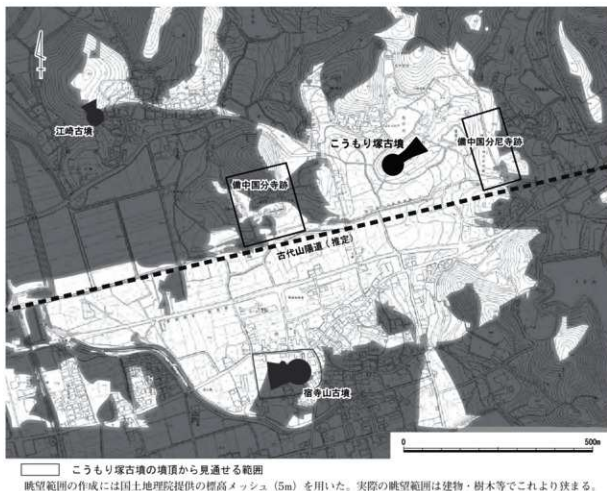 江崎古墳
こうもり塚古墳
備中国分尼寺跡
備中国分寺跡
古代山陽道（推定）
宿寺山古墳
0 500m
こうもり塚古墳の墳頂から見通せる範囲
眺望範囲の作成には国土地理院提供の標高メッシュ（5m）を用いた。実際の眺望範囲は建物・樹木等でこれより狭まる。